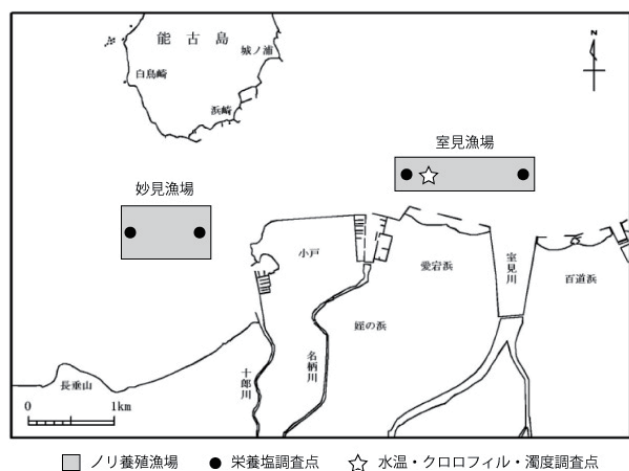 能古島
城ノ浦
白鳥崎
浜崎
N
室見漁場
妙見漁場
小戸
愛宕浜
室見川
百道浜
姪の浜
名柄川
十郎川
長垂山
0 1km
ノリ養殖漁場 栄養塩調査点 水温・クロロフィル・濁度調査点